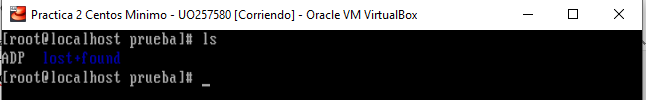 Practica 2 Centos Minimo - UO257580 [Corriendo] - Oracle VM VirtualBox
[root@localhost prueba]# ls
ADP lost+found
[root@localhost prueba]# _